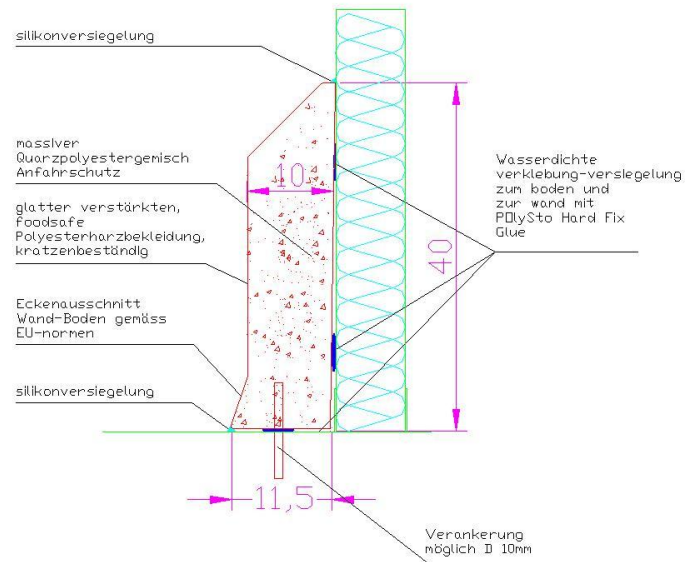 silikonversiegelung
massiver
Quarzpolyestergemisch
Anfahrschutz
glatter verstärkten,
foodsafe
Polyesterharzbekleidung,
kratzenbeständig
Eckenausschnitt
Wand-Boden gemäss
EU-normen
silikonversiegelung
10
40
11,5
Wasserdichte
verklebung-versiegelung
zum boden und
zur wand mit
POlySto Hard Fix
Glue
Verankerung
möglich D 10mm